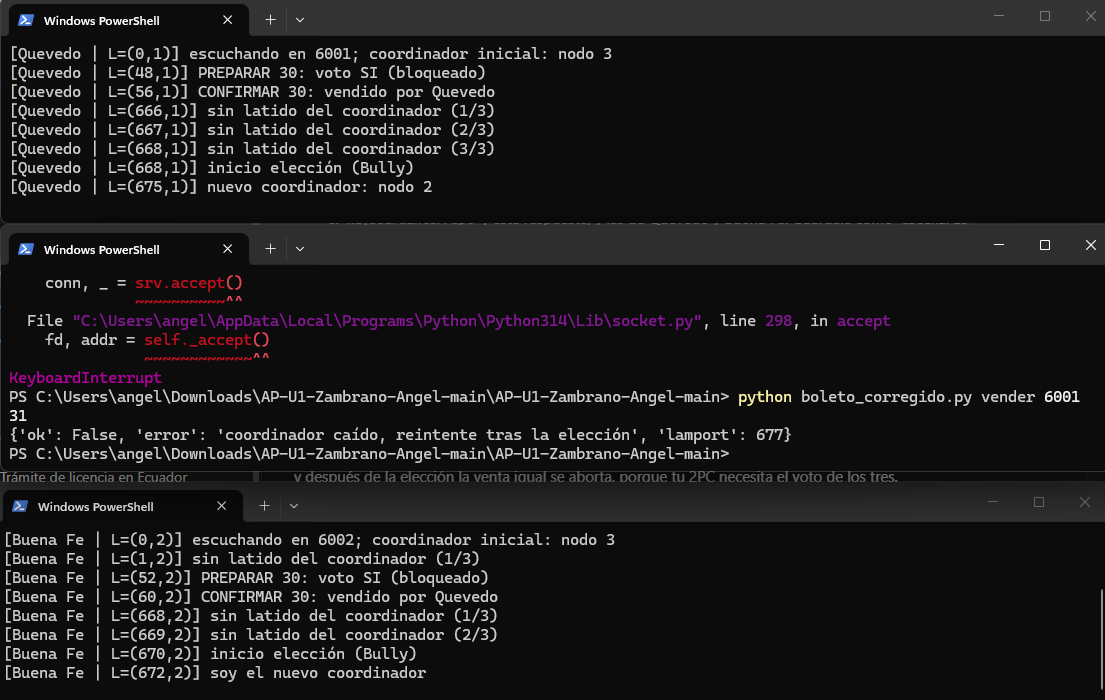 Windows PowerShell
[Quevedo | L=(0,1)] escuchando en 6001; coordinador inicial: nodo 3
[Quevedo | L=(48,1)] PREPARAR 30: voto SI (bloqueado)
[Quevedo | L=(56,1)] CONFIRMAR 30: vendido por Quevedo
[Quevedo | L=(666,1)] sin latido del coordinador (1/3)
[Quevedo | L=(667,1)] sin latido del coordinador (2/3)
[Quevedo | L=(668,1)] sin latido del coordinador (3/3)
[Quevedo | L=(668,1)] inicio elección (Bully)
[Quevedo | L=(675,1)] nuevo coordinador: nodo 2
Windows PowerShell
conn, _ = srv.accept()
~~~~~~~~~~^^
File "C:\Users\angel\AppData\Local\Programs\Python\Python314\Lib\socket.py", line 298, in accept
fd, addr = self._accept()
~~~~~~~~~~~~^^
KeyboardInterrupt
PS C:\Users\angel\Downloads\AP-U1-Zambrano-Angel-main\AP-U1-Zambrano-Angel-main> python boleto_corregido.py vender 6001
31
{'ok': False, 'error': 'coordinador caído, reintente tras la elección', 'lamport': 677}
PS C:\Users\angel\Downloads\AP-U1-Zambrano-Angel-main\AP-U1-Zambrano-Angel-main>
Trámite de licencia en Ecuador
y después de la elección la venta igual se aborta, porque tu 2PC necesita el voto de los tres.
Windows PowerShell
[Buena Fe | L=(0,2)] escuchando en 6002; coordinador inicial: nodo 3
[Buena Fe | L=(1,2)] sin latido del coordinador (1/3)
[Buena Fe | L=(52,2)] PREPARAR 30: voto SI (bloqueado)
[Buena Fe | L=(60,2)] CONFIRMAR 30: vendido por Quevedo
[Buena Fe | L=(668,2)] sin latido del coordinador (1/3)
[Buena Fe | L=(669,2)] sin latido del coordinador (2/3)
[Buena Fe | L=(670,2)] inicio elección (Bully)
[Buena Fe | L=(672,2)] soy el nuevo coordinador